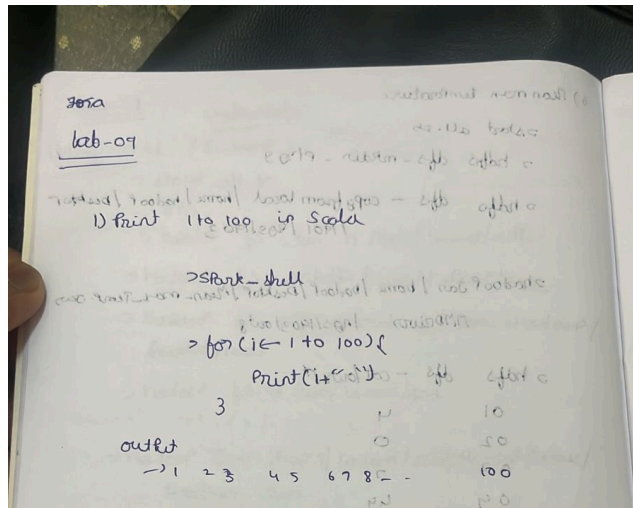 Lab-09
1) Print 1 to 100 in Scala
>Spark-shell
> for(i← 1 to 100){
Print(i+" ")
}
output
→ 1 2 3 4 5 6 7 8 - - 100